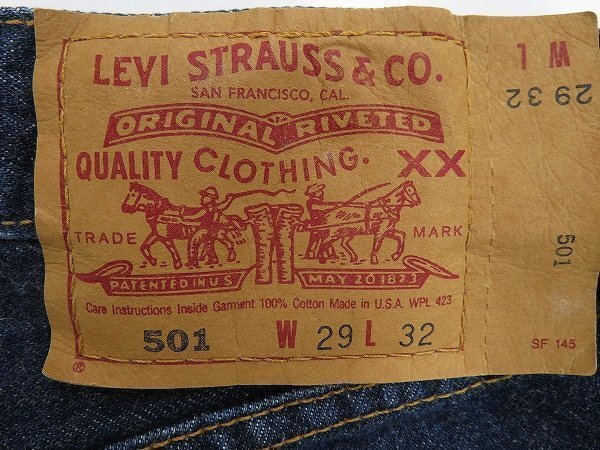 LEVI STRAUSS & CO.
SAN FRANCISCO, CAL.
ORIGINAL RIVETED
QUALITY CLOTHING. XX
TRADE MARK
PATENTED IN U.S. MAY 20 1873
Care Instructions Inside Garment 100% Cotton Made in U.S.A. WPL 423
501 W 29 L 32
®
W L
29 32
501
SF 145